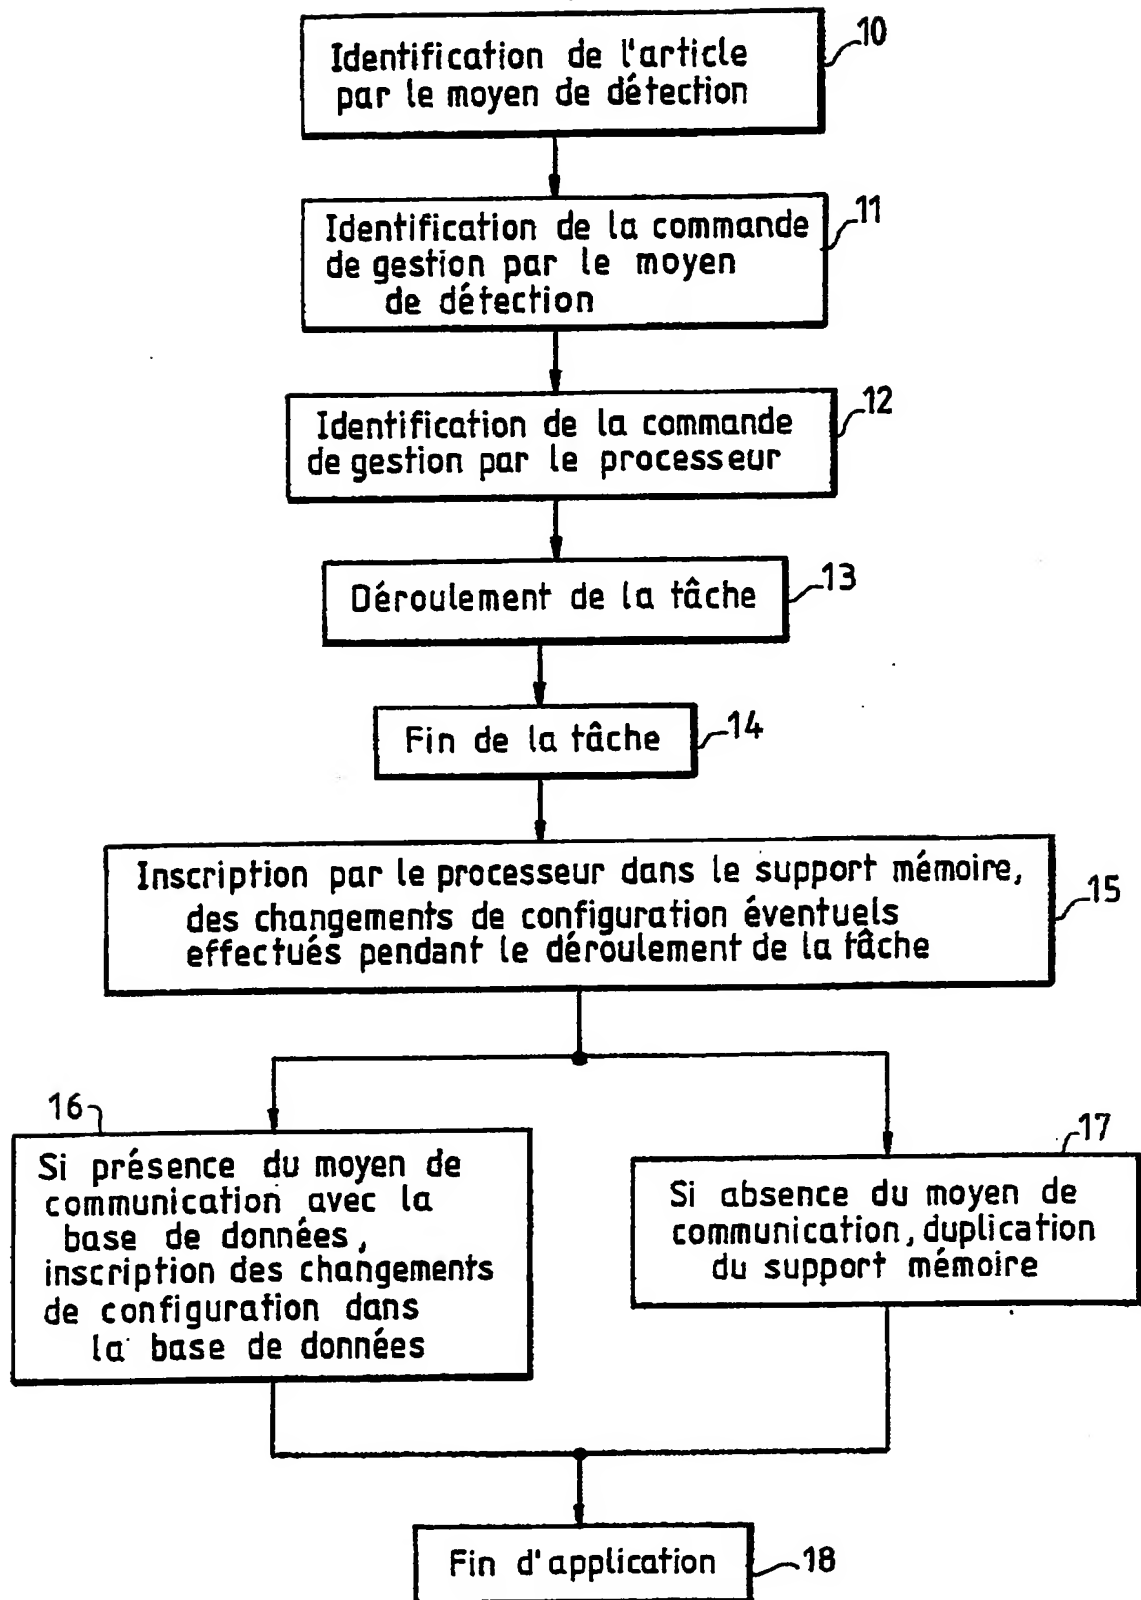 Identification de l'article
par le moyen de détection
10
Identification de la commande
de gestion par le moyen
de détection
11
Identification de la commande
de gestion par le processeur
12
Déroulement de la tâche
13
Fin de la tâche
14
Inscription par le processeur dans le support mémoire,
des changements de configuration éventuels
effectués pendant le déroulement de la tâche
15
16
Si présence du moyen de
communication avec la
base de données,
inscription des changements
de configuration dans
la base de données
17
Si absence du moyen de
communication, duplication
du support mémoire
Fin d'application
18